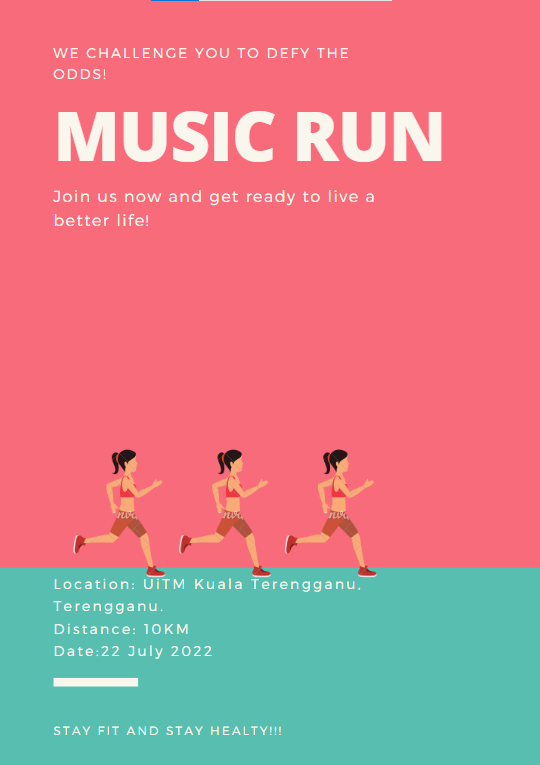 WE CHALLENGE YOU TO DEFY THE
ODDS!
MUSIC RUN
Join us now and get ready to live a
better life!
Location: UiTM Kuala Terengganu,
Terengganu.
Distance: 10KM
Date:22 July 2022
STAY FIT AND STAY HEALTY!!!